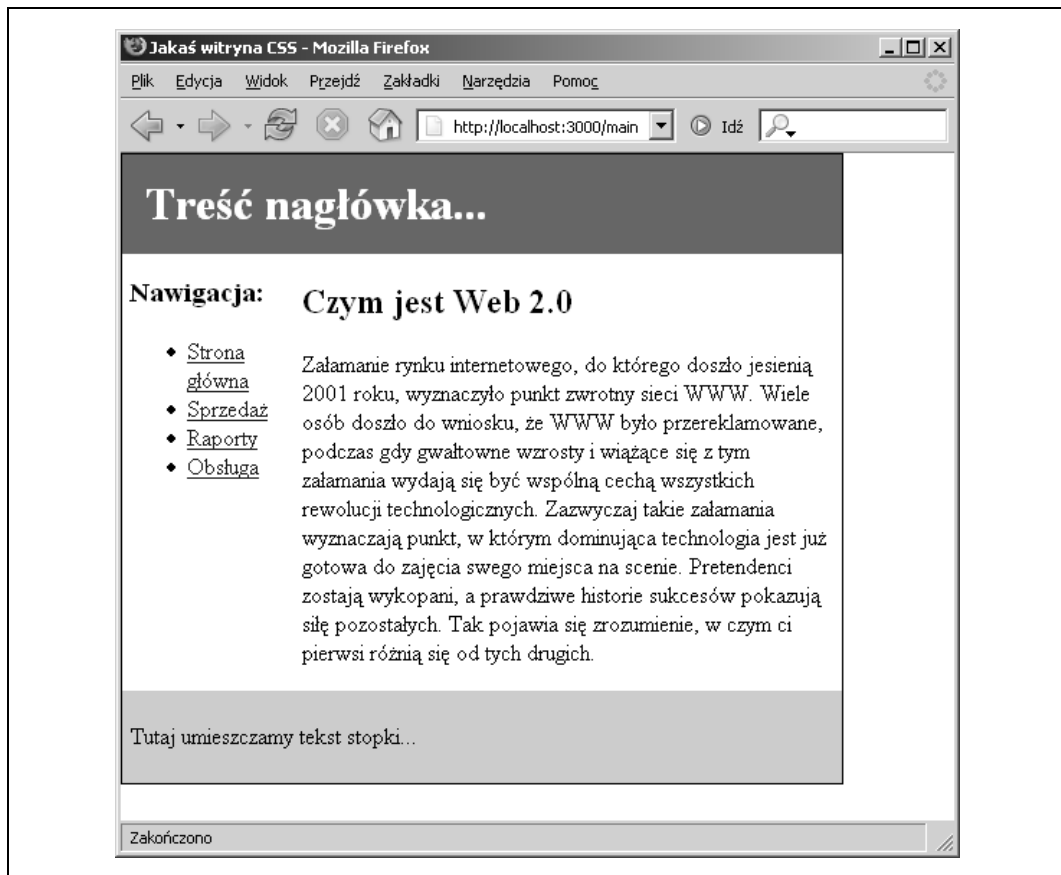 Jakaś witryna CSS - Mozilla Firefox
Plik Edycja Widok Przejdź Zakładki Narzędzia Pomoc
http://localhost:3000/main Idź
Treść nagłówka...
Nawigacja:
Strona
główna
Sprzedaż
Raporty
Obsługa
Czym jest Web 2.0
Załamanie rynku internetowego, do którego doszło jesienią
2001 roku, wyznaczyło punkt zwrotny sieci WWW. Wiele
osób doszło do wniosku, że WWW było przereklamowane,
podczas gdy gwałtowne wzrosty i wiążące się z tym
załamania wydają się być wspólną cechą wszystkich
rewolucji technologicznych. Zazwyczaj takie załamania
wyznaczają punkt, w którym dominująca technologia jest już
gotowa do zajęcia swego miejsca na scenie. Pretendenci
zostają wykopani, a prawdziwe historie sukcesów pokazują
siłę pozostałych. Tak pojawia się zrozumienie, w czym ci
pierwsi różnią się od tych drugich.
Tutaj umieszczamy tekst stopki...
Zakończono